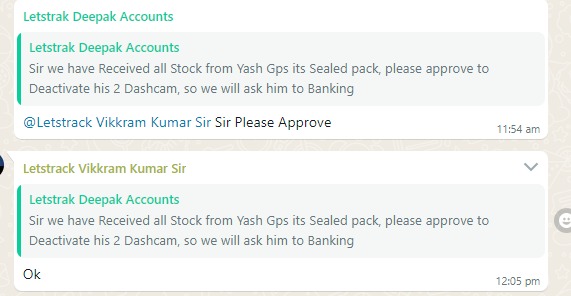 Letstrak Deepak Accounts
Letstrak Deepak Accounts
Sir we have Received all Stock from Yash Gps its Sealed pack, please approve to
Deactivate his 2 Dashcam, so we will ask him to Banking
@Letstrack Vikkram Kumar Sir Sir Please Approve
11:54 am
Letstrack Vikkram Kumar Sir
Letstrak Deepak Accounts
Sir we have Received all Stock from Yash Gps its Sealed pack, please approve to
Deactivate his 2 Dashcam, so we will ask him to Banking
Ok
12:05 pm